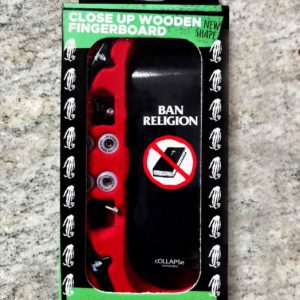 CLOSE UP WOODEN
FINGERBOARD
NEW
SHAPE
BAN
RELIGION
cOLLAPSe